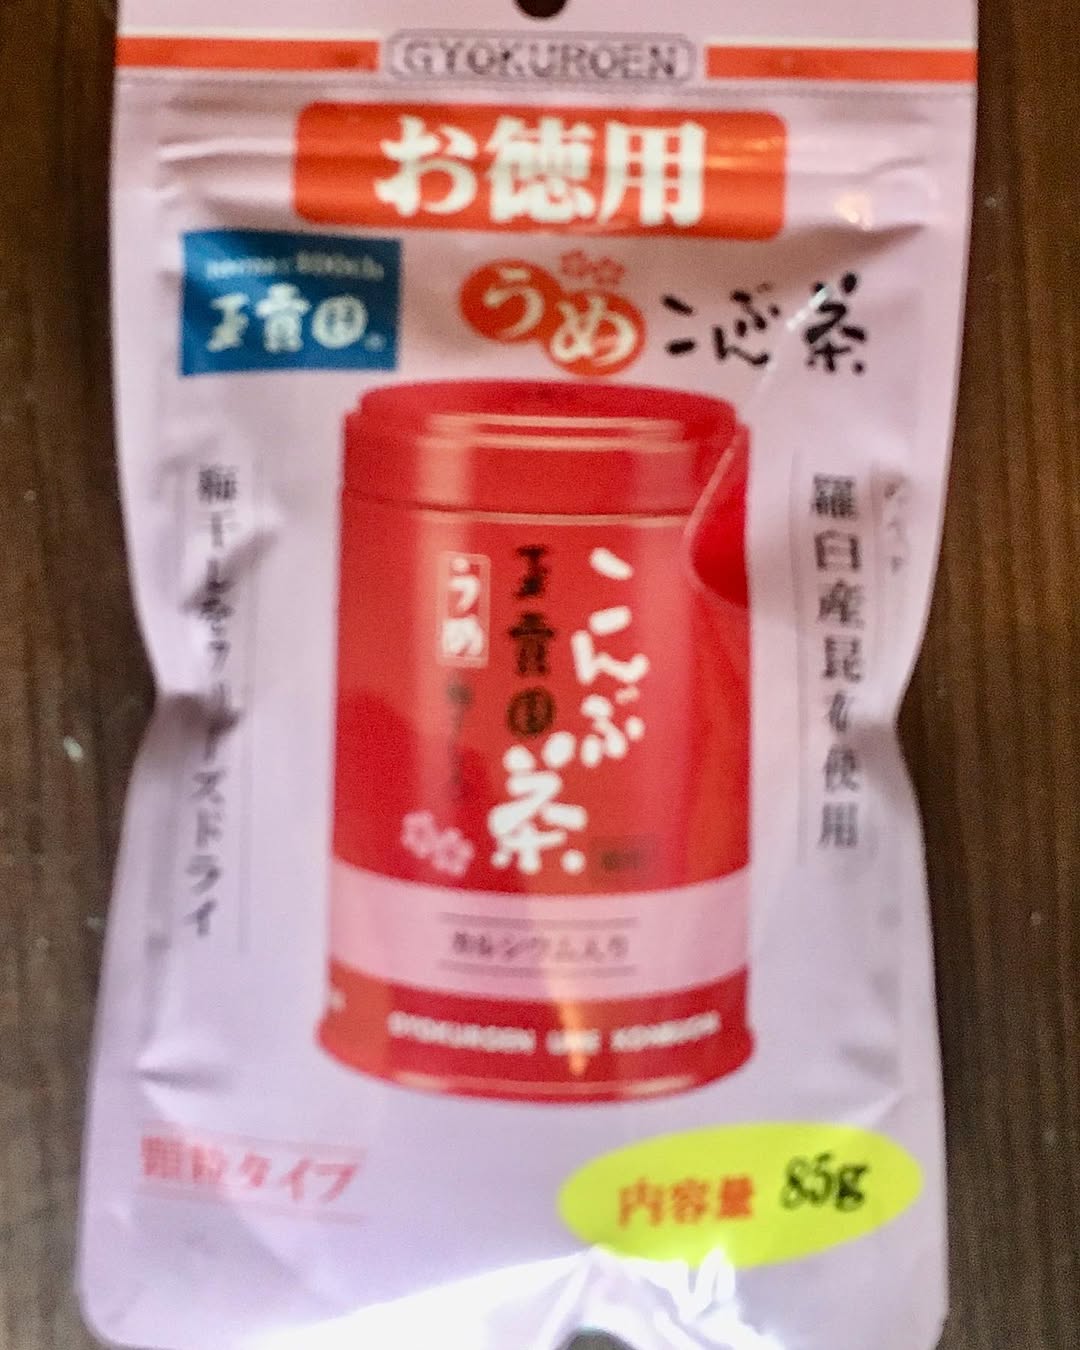 GYOKUROEN
お徳用
玉露園
うめこんぶ茶
羅臼産昆布使用
梅干し&フリーズドライ
こんぶ茶
玉露園
うめ
カルシウム入り
GYOKUROEN UME KONBUCHA
顆粒タイプ
内容量 85g